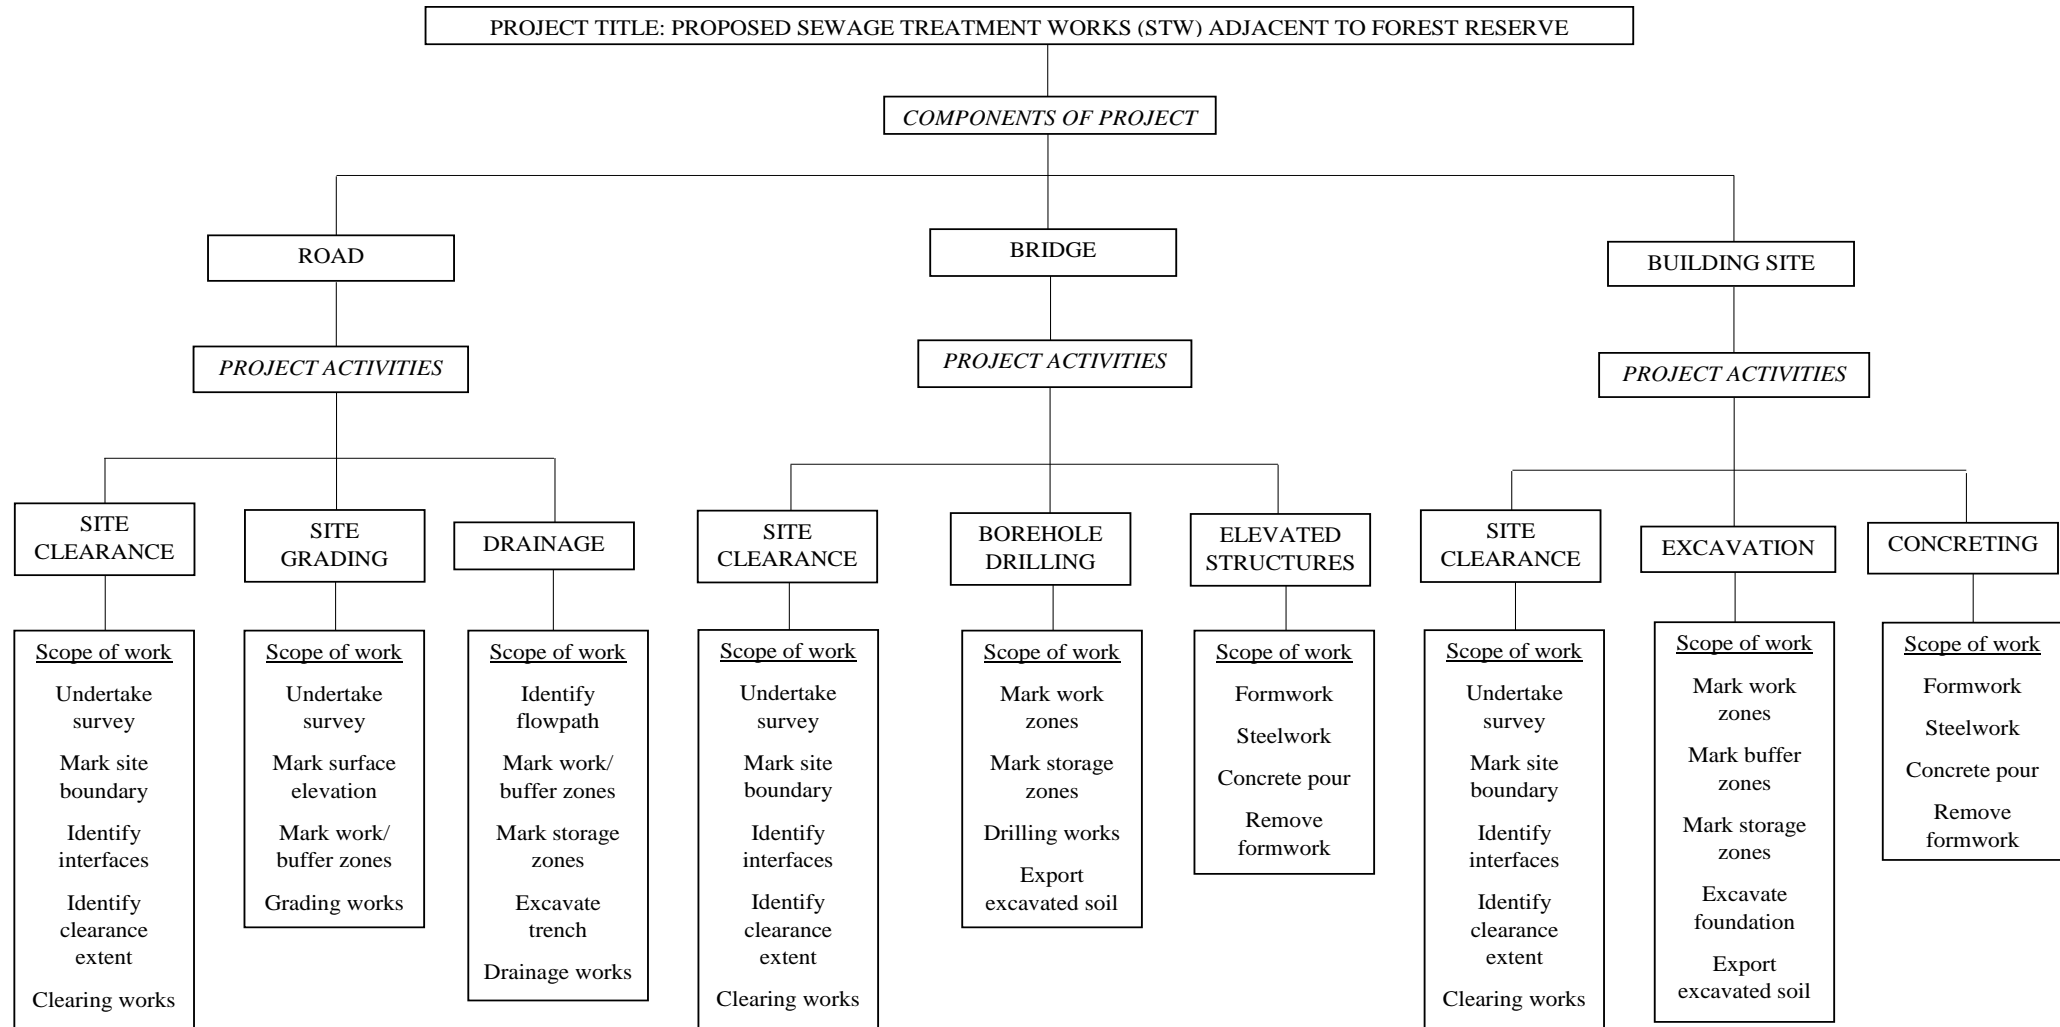 PROJECT TITLE: PROPOSED SEWAGE TREATMENT WORKS (STW) ADJACENT TO FOREST RESERVE
COMPONENTS OF PROJECT
ROAD
BRIDGE
BUILDING SITE
PROJECT ACTIVITIES
PROJECT ACTIVITIES
PROJECT ACTIVITIES
SITE
CLEARANCE
SITE
GRADING
DRAINAGE
SITE
CLEARANCE
BOREHOLE
DRILLING
ELEVATED
STRUCTURES
SITE
CLEARANCE
EXCAVATION
CONCRETING
Scope of work
Undertake
survey
Mark site
boundary
Identify
interfaces
Identify
clearance
extent
Clearing works
Scope of work
Undertake
survey
Mark surface
elevation
Mark work/
buffer zones
Grading works
Scope of work
Identify
flowpath
Mark work/
buffer zones
Mark storage
zones
Excavate
trench
Drainage works
Scope of work
Undertake
survey
Mark site
boundary
Identify
interfaces
Identify
clearance
extent
Clearing works
Scope of work
Mark work
zones
Mark storage
zones
Drilling works
Export
excavated soil
Scope of work
Formwork
Steelwork
Concrete pour
Remove
formwork
Scope of work
Undertake
survey
Mark site
boundary
Identify
interfaces
Identify
clearance
extent
Clearing works
Scope of work
Mark work
zones
Mark buffer
zones
Mark storage
zones
Excavate
foundation
Export
excavated soil
Scope of work
Formwork
Steelwork
Concrete pour
Remove
formwork